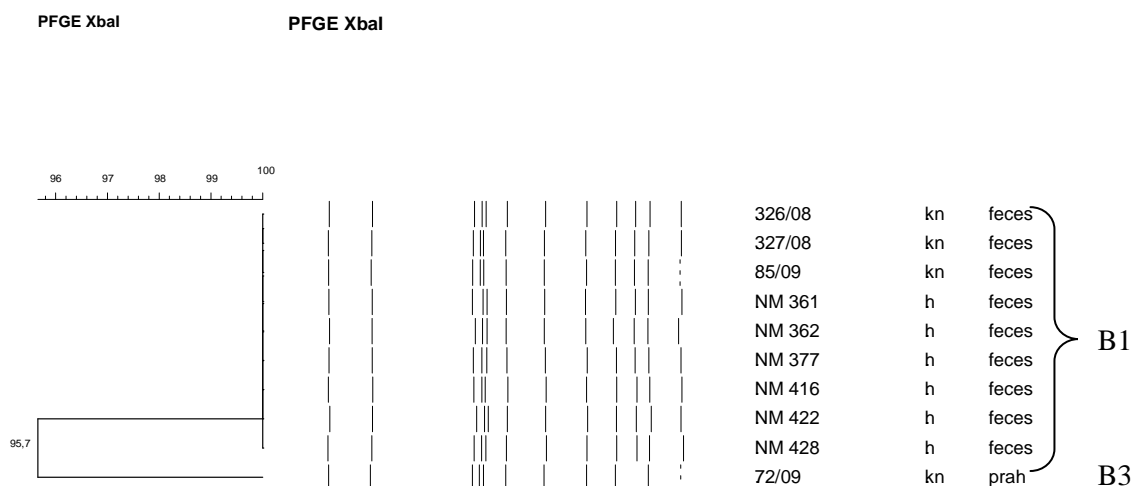 PFGE XbaI PFGE XbaI
96 97 98 99 100
326/08 kn feces
327/08 kn feces
85/09 kn feces
NM 361 h feces
NM 362 h feces
B1
NM 377 h feces
NM 416 h feces
NM 422 h feces
95,7 NM 428 h feces
72/09 kn prah B3